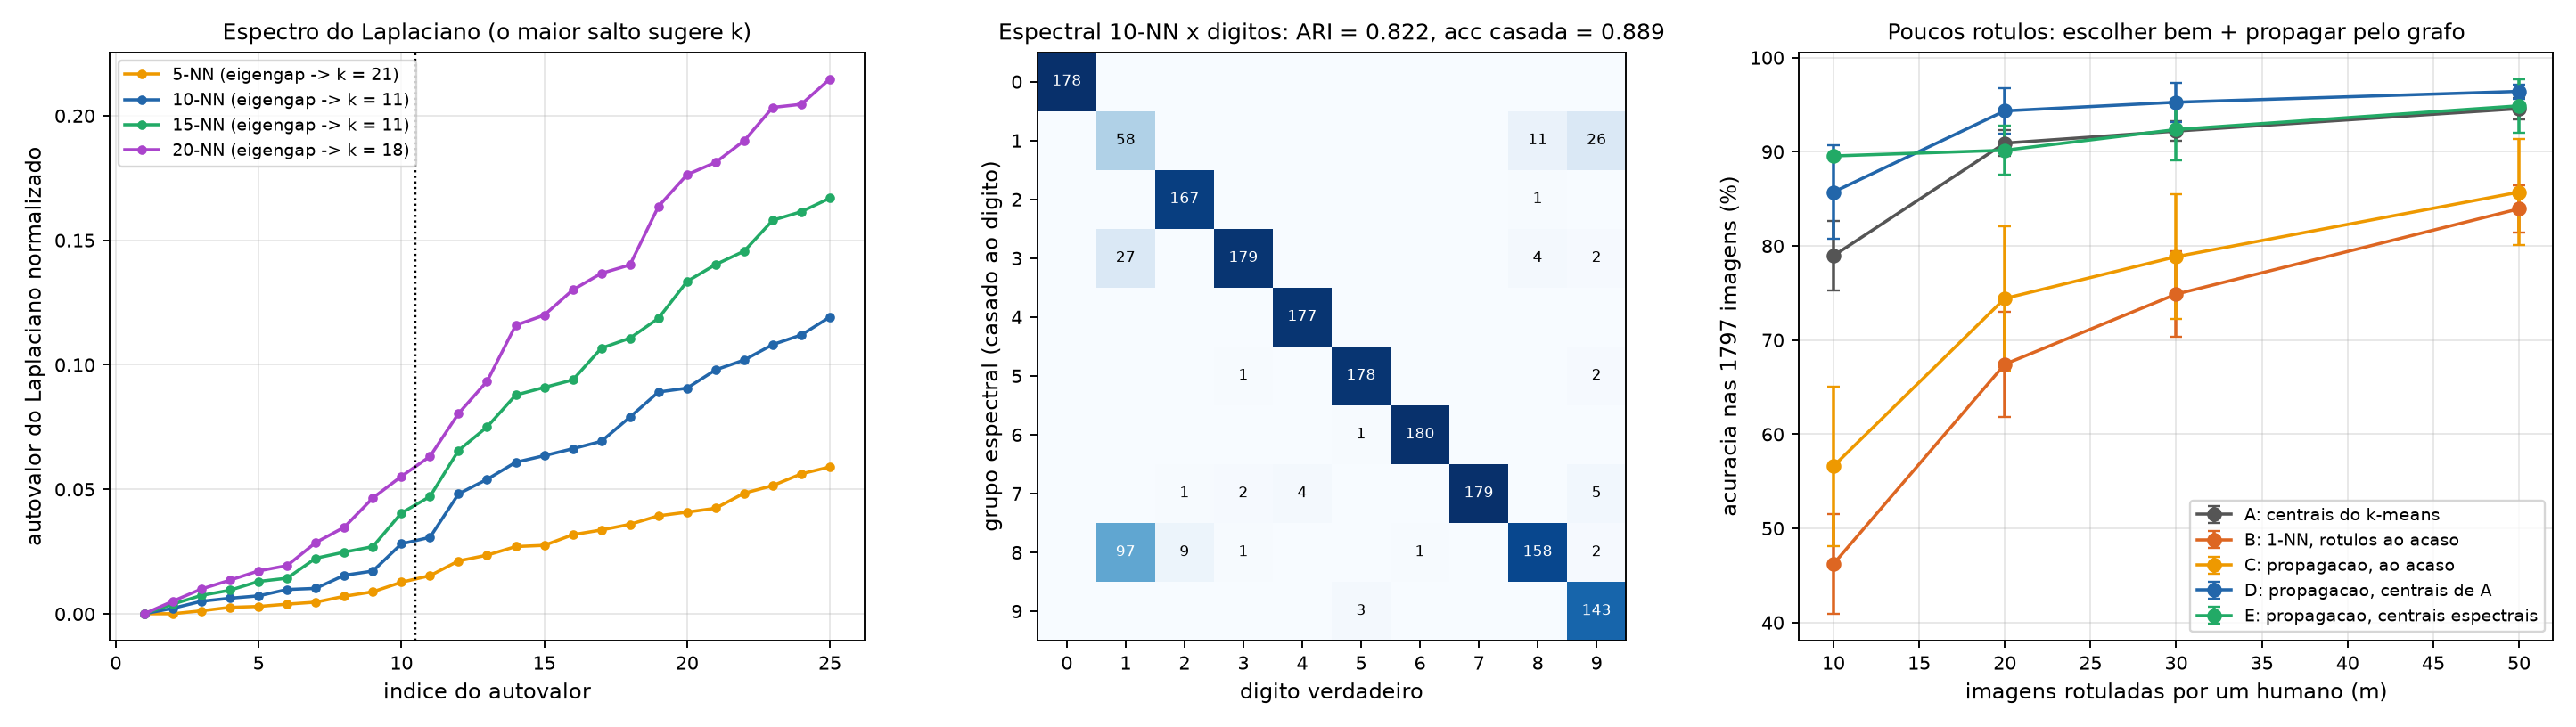 Espectro do Laplaciano (o maior salto sugere k)
5-NN (eigengap -> k = 21)
10-NN (eigengap -> k = 11)
15-NN (eigengap -> k = 11)
20-NN (eigengap -> k = 18)
autovalor do Laplaciano normalizado
0.20
0.15
0.10
0.05
0.00
0 5 10 15 20 25
indice do autovalor
Espectral 10-NN x digitos: ARI = 0.822, acc casada = 0.889
grupo espectral (casado ao digito)
0 178
1 58 11 26
2 167 1
3 27 179 4 2
4 177
5 1 178 2
6 1 180
7 1 2 4 179 5
8 97 9 1 1 158 2
9 3 143
0 1 2 3 4 5 6 7 8 9
digito verdadeiro
Poucos rotulos: escolher bem + propagar pelo grafo
acuracia nas 1797 imagens (%)
100
90
80
70
60
50
40
A: centrais do k-means
B: 1-NN, rotulos ao acaso
C: propagacao, ao acaso
D: propagacao, centrais de A
E: propagacao, centrais espectrais
10 15 20 25 30 35 40 45 50
imagens rotuladas por um humano (m)